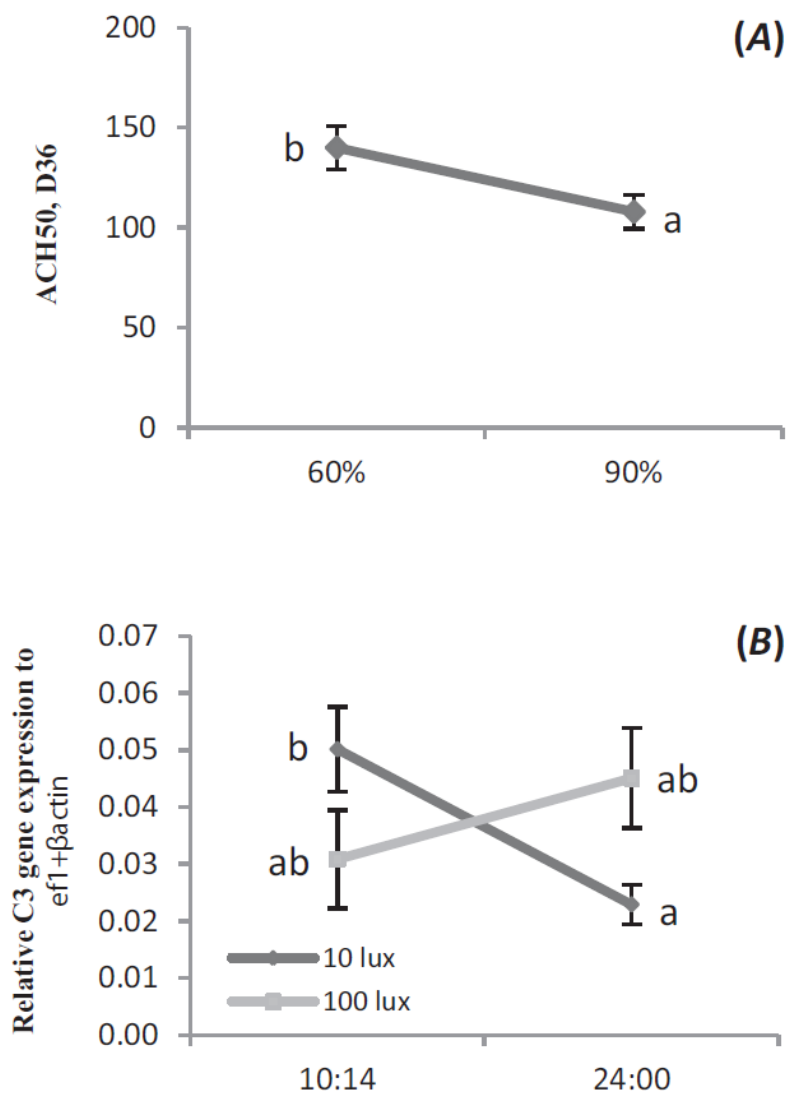 (A)
200
150
100
50
0
ACH50, D36
b
a
60%
90%
(B)
0.07
0.06
0.05
0.04
0.03
0.02
0.01
0.00
Relative C3 gene expression to
ef1+βactin
b
ab
ab
a
10 lux
100 lux
10:14
24:00